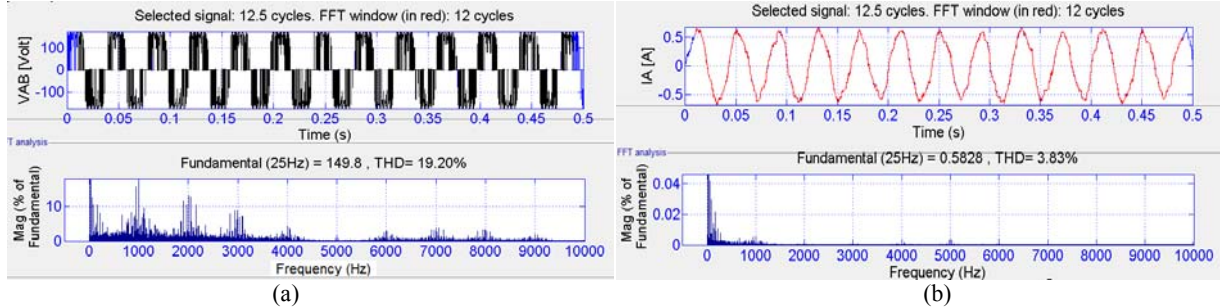 Selected signal: 12.5 cycles. FFT window (in red): 12 cycles
VAB [Volt]
100
0
-100
0 0.05 0.1 0.15 0.2 0.25 0.3 0.35 0.4 0.45 0.5
Time (s)
T analysis
Fundamental (25Hz) = 149.8 , THD= 19.20%
Mag (% of Fundamental)
10
0
0 1000 2000 3000 4000 5000 6000 7000 8000 9000 10000
Frequency (Hz)
(a)
Selected signal: 12.5 cycles. FFT window (in red): 12 cycles
IA [A]
0.5
0
-0.5
0 0.05 0.1 0.15 0.2 0.25 0.3 0.35 0.4 0.45 0.5
Time (s)
FFT analysis
Fundamental (25Hz) = 0.5828 , THD= 3.83%
Mag (% of Fundamental)
0.04
0.02
0
0 1000 2000 3000 4000 5000 6000 7000 8000 9000 10000
Frequency (Hz)
(b)